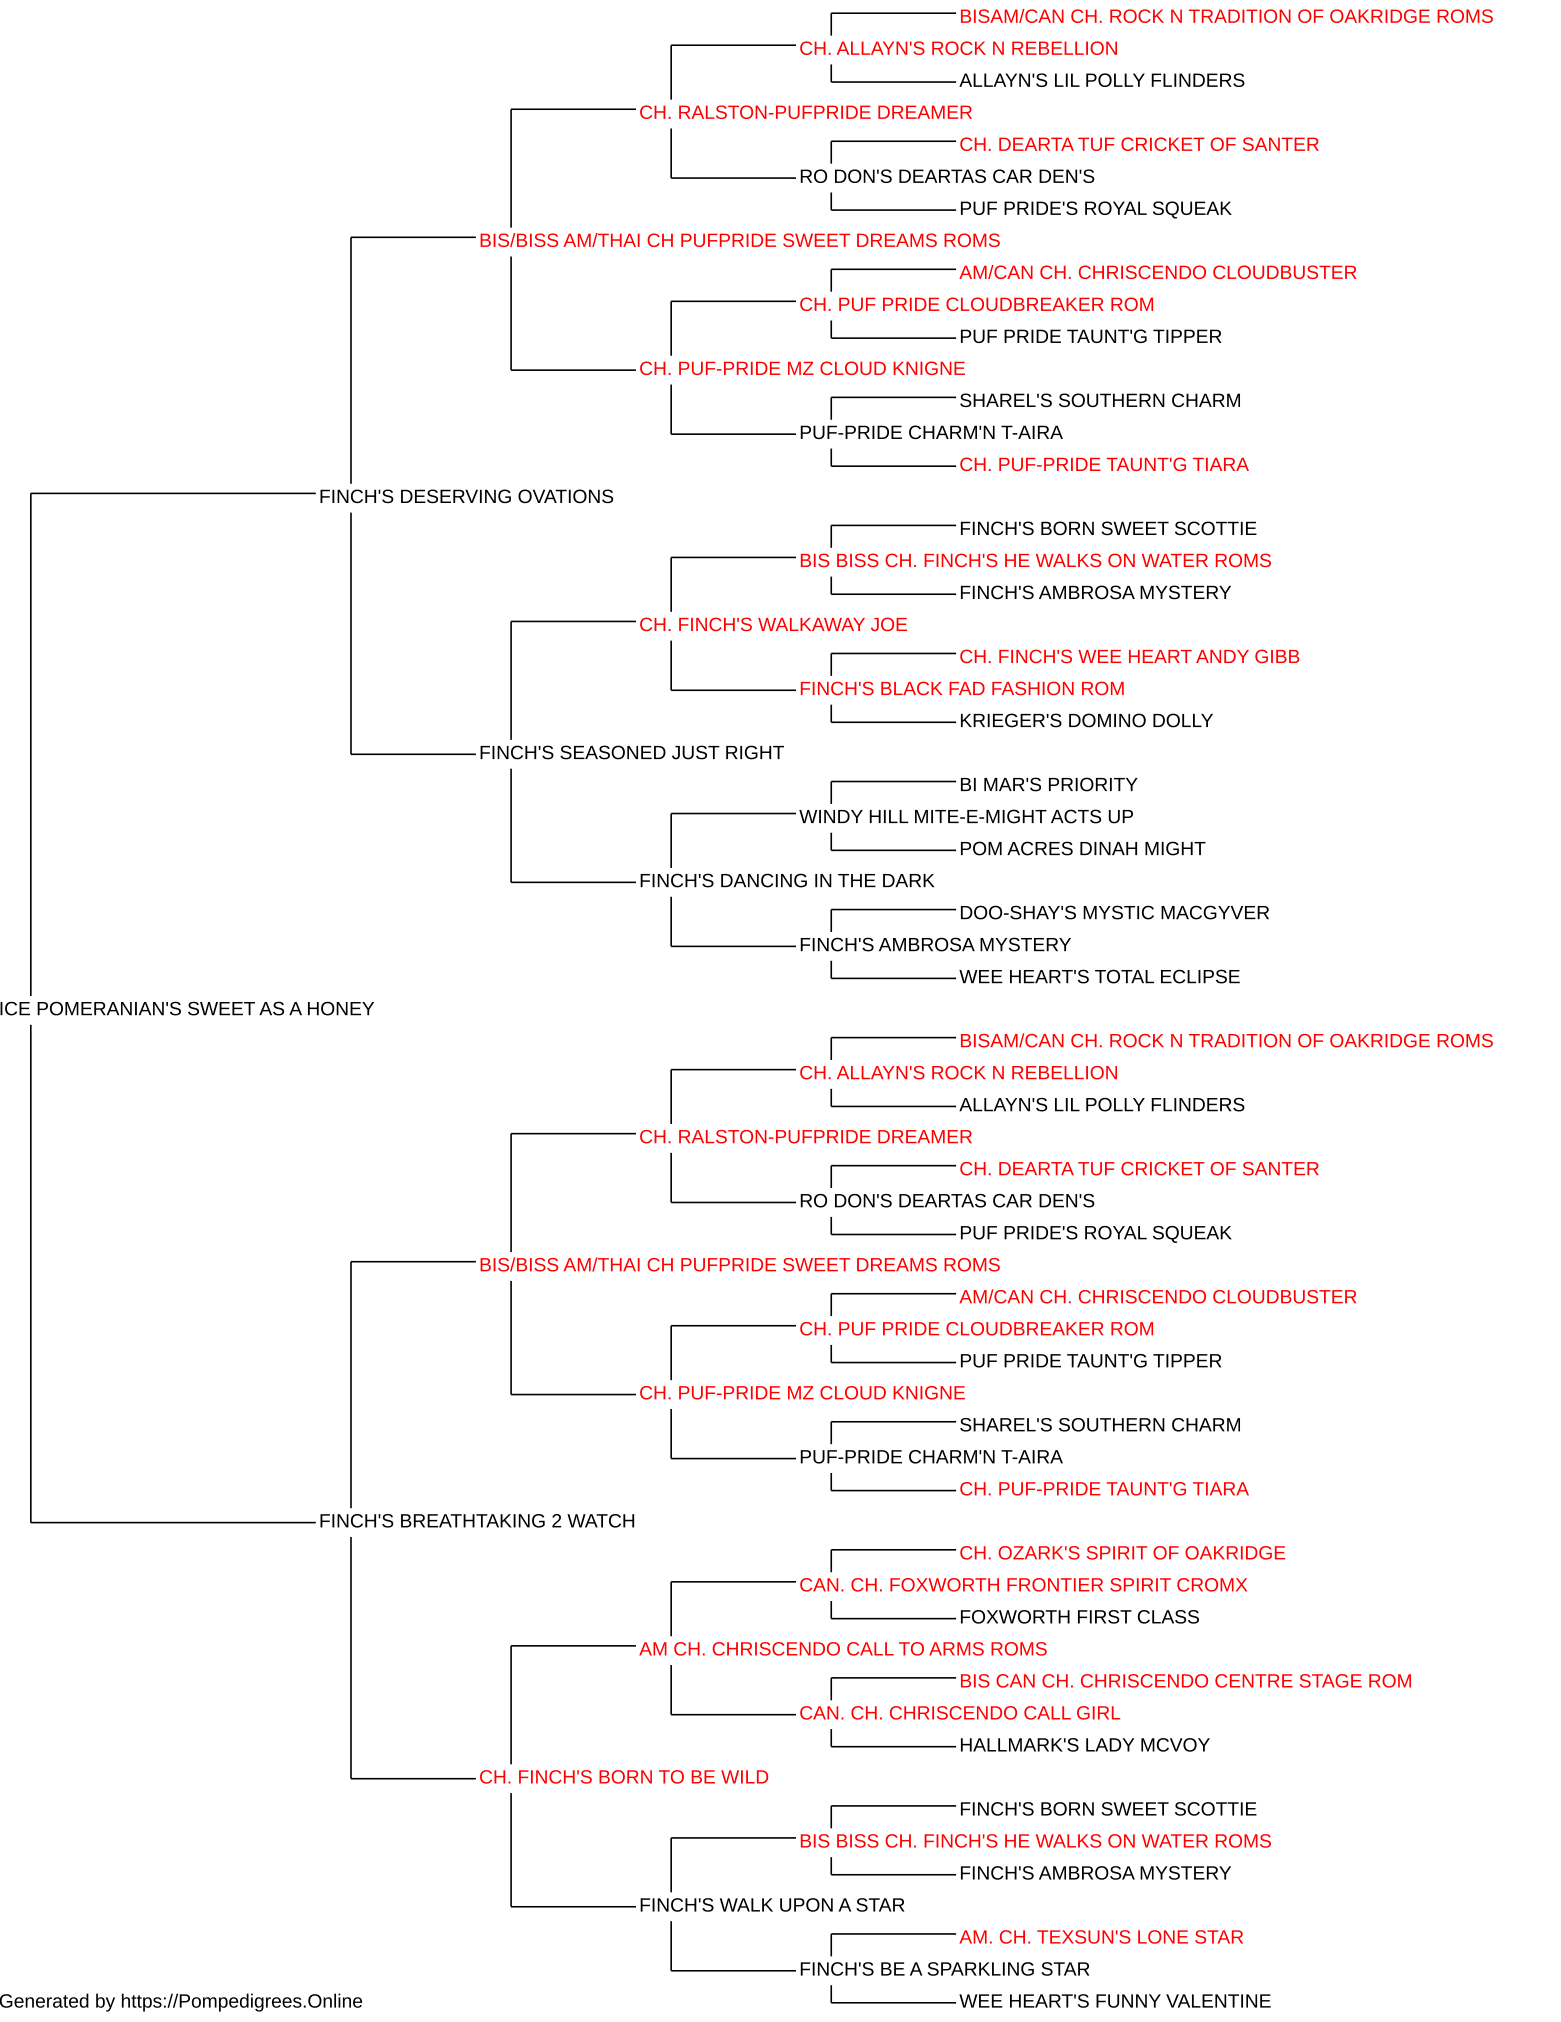 BISAM/CAN CH. ROCK N TRADITION OF OAKRIDGE ROMS
CH. ALLAYN'S ROCK N REBELLION
ALLAYN'S LIL POLLY FLINDERS
CH. RALSTON-PUFPRIDE DREAMER
CH. DEARTA TUF CRICKET OF SANTER
RO DON'S DEARTAS CAR DEN'S
PUF PRIDE'S ROYAL SQUEAK
BIS/BISS AM/THAI CH PUFPRIDE SWEET DREAMS ROMS
AM/CAN CH. CHRISCENDO CLOUDBUSTER
CH. PUF PRIDE CLOUDBREAKER ROM
PUF PRIDE TAUNT'G TIPPER
CH. PUF-PRIDE MZ CLOUD KNIGNE
SHAREL'S SOUTHERN CHARM
PUF-PRIDE CHARM'N T-AIRA
CH. PUF-PRIDE TAUNT'G TIARA
FINCH'S DESERVING OVATIONS
FINCH'S BORN SWEET SCOTTIE
BIS BISS CH. FINCH'S HE WALKS ON WATER ROMS
FINCH'S AMBROSA MYSTERY
CH. FINCH'S WALKAWAY JOE
CH. FINCH'S WEE HEART ANDY GIBB
FINCH'S BLACK FAD FASHION ROM
KRIEGER'S DOMINO DOLLY
FINCH'S SEASONED JUST RIGHT
BI MAR'S PRIORITY
WINDY HILL MITE-E-MIGHT ACTS UP
POM ACRES DINAH MIGHT
FINCH'S DANCING IN THE DARK
DOO-SHAY'S MYSTIC MACGYVER
FINCH'S AMBROSA MYSTERY
WEE HEART'S TOTAL ECLIPSE
ICE POMERANIAN'S SWEET AS A HONEY
BISAM/CAN CH. ROCK N TRADITION OF OAKRIDGE ROMS
CH. ALLAYN'S ROCK N REBELLION
ALLAYN'S LIL POLLY FLINDERS
CH. RALSTON-PUFPRIDE DREAMER
CH. DEARTA TUF CRICKET OF SANTER
RO DON'S DEARTAS CAR DEN'S
PUF PRIDE'S ROYAL SQUEAK
BIS/BISS AM/THAI CH PUFPRIDE SWEET DREAMS ROMS
AM/CAN CH. CHRISCENDO CLOUDBUSTER
CH. PUF PRIDE CLOUDBREAKER ROM
PUF PRIDE TAUNT'G TIPPER
CH. PUF-PRIDE MZ CLOUD KNIGNE
SHAREL'S SOUTHERN CHARM
PUF-PRIDE CHARM'N T-AIRA
CH. PUF-PRIDE TAUNT'G TIARA
FINCH'S BREATHTAKING 2 WATCH
CH. OZARK'S SPIRIT OF OAKRIDGE
CAN. CH. FOXWORTH FRONTIER SPIRIT CROMX
FOXWORTH FIRST CLASS
AM CH. CHRISCENDO CALL TO ARMS ROMS
BIS CAN CH. CHRISCENDO CENTRE STAGE ROM
CAN. CH. CHRISCENDO CALL GIRL
HALLMARK'S LADY MCVOY
CH. FINCH'S BORN TO BE WILD
FINCH'S BORN SWEET SCOTTIE
BIS BISS CH. FINCH'S HE WALKS ON WATER ROMS
FINCH'S AMBROSA MYSTERY
FINCH'S WALK UPON A STAR
AM. CH. TEXSUN'S LONE STAR
FINCH'S BE A SPARKLING STAR
WEE HEART'S FUNNY VALENTINE
Generated by https://Pompedigrees.Online